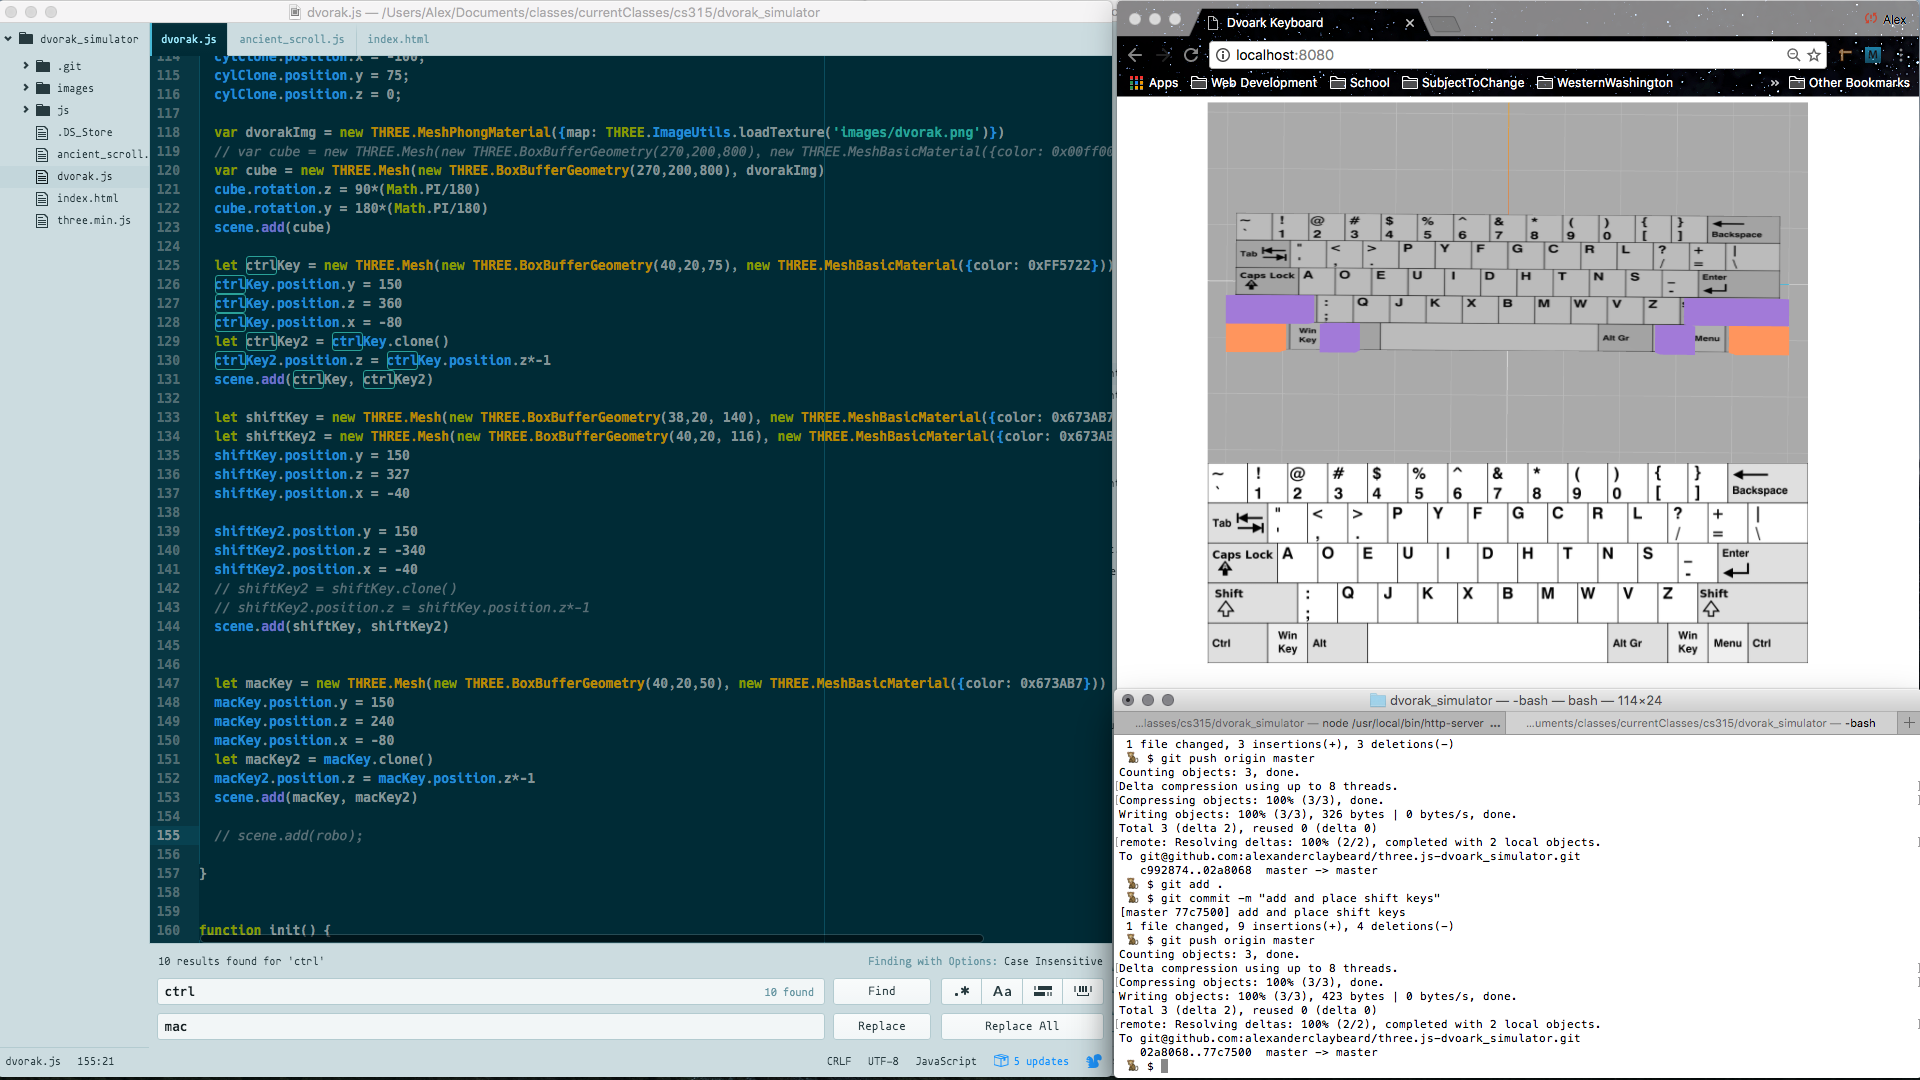 dvorak.js — /Users/Alex/Documents/classes/currentClasses/cs315/dvorak_simulator
dvorak_simulator
.git
images
js
.DS_Store
ancient_scroll.
dvorak.js
index.html
three.min.js
dvorak.js ancient_scroll.js index.html
114 cylClone.position.x = -160;
115 cylClone.position.y = 75;
116 cylClone.position.z = 0;
117
118 var dvorakImg = new THREE.MeshPhongMaterial({map: THREE.ImageUtils.loadTexture('images/dvorak.png')})
119 // var cube = new THREE.Mesh(new THREE.BoxBufferGeometry(270,200,800), new THREE.MeshBasicMaterial({color: 0x00ff00
120 var cube = new THREE.Mesh(new THREE.BoxBufferGeometry(270,200,800), dvorakImg)
121 cube.rotation.z = 90*(Math.PI/180)
122 cube.rotation.y = 180*(Math.PI/180)
123 scene.add(cube)
124
125 let ctrlKey = new THREE.Mesh(new THREE.BoxBufferGeometry(40,20,75), new THREE.MeshBasicMaterial({color: 0xFF5722}))
126 ctrlKey.position.y = 150
127 ctrlKey.position.z = 360
128 ctrlKey.position.x = -80
129 let ctrlKey2 = ctrlKey.clone()
130 ctrlKey2.position.z = ctrlKey.position.z*-1
131 scene.add(ctrlKey, ctrlKey2)
132
133 let shiftKey = new THREE.Mesh(new THREE.BoxBufferGeometry(38,20, 140), new THREE.MeshBasicMaterial({color: 0x673AB7
134 let shiftKey2 = new THREE.Mesh(new THREE.BoxBufferGeometry(40,20, 116), new THREE.MeshBasicMaterial({color: 0x673AB
135 shiftKey.position.y = 150
136 shiftKey.position.z = 327
137 shiftKey.position.x = -40
138
139 shiftKey2.position.y = 150
140 shiftKey2.position.z = -340
141 shiftKey2.position.x = -40
142 // shiftKey2 = shiftKey.clone()
143 // shiftKey2.position.z = shiftKey.position.z*-1
144 scene.add(shiftKey, shiftKey2)
145
146
147 let macKey = new THREE.Mesh(new THREE.BoxBufferGeometry(40,20,50), new THREE.MeshBasicMaterial({color: 0x673AB7}))
148 macKey.position.y = 150
149 macKey.position.z = 240
150 macKey.position.x = -80
151 let macKey2 = macKey.clone()
152 macKey2.position.z = macKey.position.z*-1
153 scene.add(macKey, macKey2)
154
155 // scene.add(robo);
156
157 }
158
159
160 function init() {
10 results found for 'ctrl' Finding with Options: Case Insensitive
ctrl 10 found Find .* Aa
mac Replace Replace All
dvorak.js 155:21 CRLF UTF-8 JavaScript 5 updates
Dvoark Keyboard Alex
localhost:8080
Apps Web Development School SubjectToChange WesternWashington » Other Bookmarks
~ ! @ # $ % ^ & * ( ) { }
` 1 2 3 4 5 6 7 8 9 0 [ ] Backspace
Tab " < > P Y F G C R L ? + |
' , . / = \
Caps Lock A O E U I D H T N S _ Enter
-
: Q J K X B M W V Z
;
Win Key Alt Gr Menu
~ ! @ # $ % ^ & * ( ) { }
` 1 2 3 4 5 6 7 8 9 0 [ ] Backspace
Tab " < > P Y F G C R L ? + |
' , . / = \
Caps Lock A O E U I D H T N S _ Enter
-
Shift : Q J K X B M W V Z Shift
;
Ctrl Win Key Alt Alt Gr Win Key Menu Ctrl
dvorak_simulator — -bash — bash — 114×24
...lasses/cs315/dvorak_simulator — node /usr/local/bin/http-server ... ...uments/classes/currentClasses/cs315/dvorak_simulator — -bash +
1 file changed, 3 insertions(+), 3 deletions(-)
$ git push origin master
Counting objects: 3, done.
Delta compression using up to 8 threads.
Compressing objects: 100% (3/3), done.
Writing objects: 100% (3/3), 326 bytes | 0 bytes/s, done.
Total 3 (delta 2), reused 0 (delta 0)
remote: Resolving deltas: 100% (2/2), completed with 2 local objects.
To git@github.com:alexanderclaybeard/three.js-dvoark_simulator.git
c992874..02a8068 master -> master
$ git add .
$ git commit -m "add and place shift keys"
[master 77c7500] add and place shift keys
1 file changed, 9 insertions(+), 4 deletions(-)
$ git push origin master
Counting objects: 3, done.
Delta compression using up to 8 threads.
Compressing objects: 100% (3/3), done.
Writing objects: 100% (3/3), 423 bytes | 0 bytes/s, done.
Total 3 (delta 2), reused 0 (delta 0)
remote: Resolving deltas: 100% (2/2), completed with 2 local objects.
To git@github.com:alexanderclaybeard/three.js-dvoark_simulator.git
02a8068..77c7500 master -> master
$